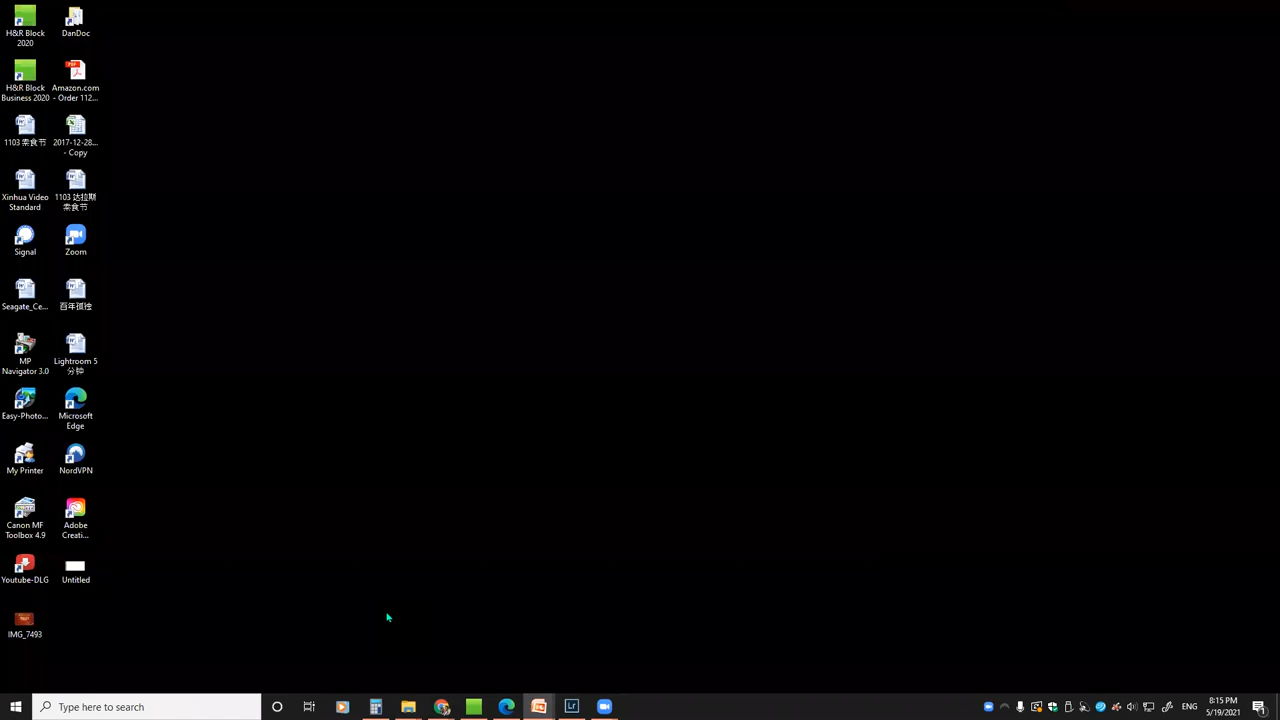 H&R Block
2020
DanDoc
H&R Block
Business 2020
Amazon.com
- Order 112...
1103 素食节
2017-12-28...
- Copy
Xinhua Video
Standard
1103 达拉斯
素食节
Signal
Zoom
Seagate_Ce...
百年孤独
MP
Navigator 3.0
Lightroom 5
分钟
Easy-Photo...
Microsoft
Edge
My Printer
NordVPN
Canon MF
Toolbox 4.9
Adobe
Creati...
Youtube-DLG
Untitled
IMG_7493
Type here to search
Lr
ENG
8:15 PM
5/19/2021